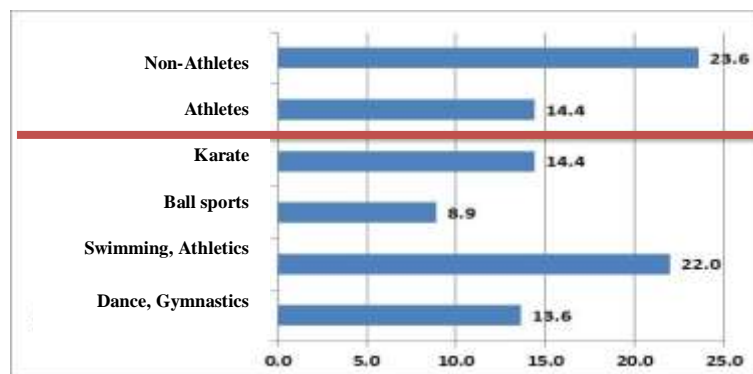 Non-Athletes 23.6
Athletes 14.4
Karate 14.4
Ball sports 8.9
Swimming, Athletics 22.0
Dance, Gymnastics 13.6
0.0 5.0 10.0 15.0 20.0 25.0